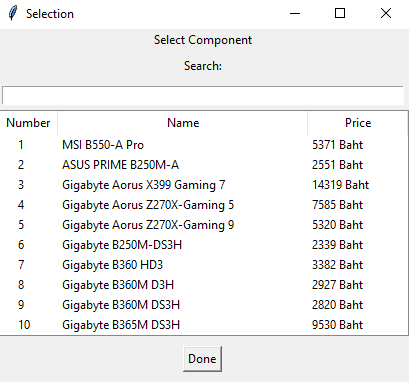 Selection
Select Component
Search:
Number Name Price
1 MSI B550-A Pro 5371 Baht
2 ASUS PRIME B250M-A 2551 Baht
3 Gigabyte Aorus X399 Gaming 7 14319 Baht
4 Gigabyte Aorus Z270X-Gaming 5 7585 Baht
5 Gigabyte Aorus Z270X-Gaming 9 5320 Baht
6 Gigabyte B250M-DS3H 2339 Baht
7 Gigabyte B360 HD3 3382 Baht
8 Gigabyte B360M D3H 2927 Baht
9 Gigabyte B360M DS3H 2820 Baht
10 Gigabyte B365M DS3H 9530 Baht
Done